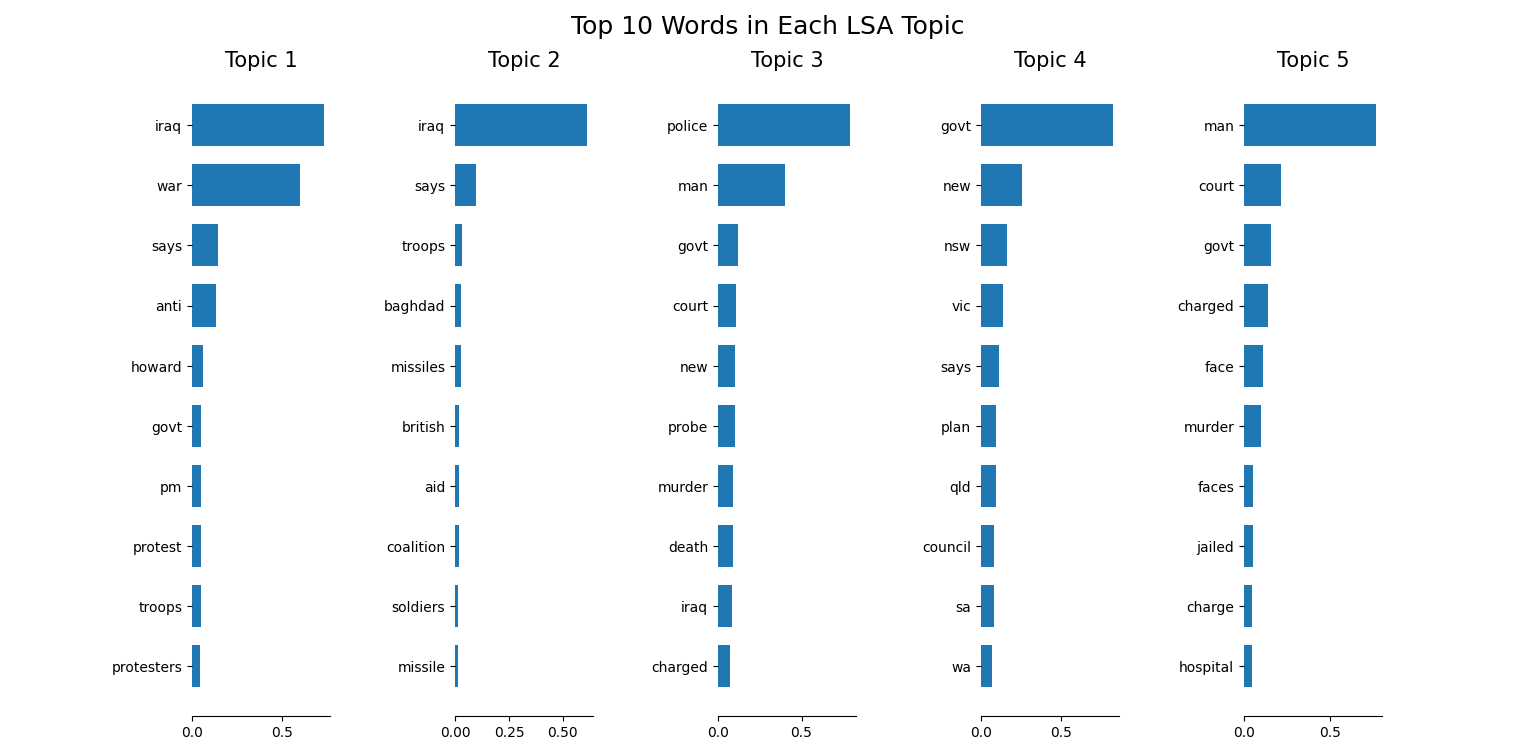 Top 10 Words in Each LSA Topic
Topic 1
iraq
war
says
anti
howard
govt
pm
protest
troops
protesters
0.0 0.5
Topic 2
iraq
says
troops
baghdad
missiles
british
aid
coalition
soldiers
missile
0.00 0.25 0.50
Topic 3
police
man
govt
court
new
probe
murder
death
iraq
charged
0.0 0.5
Topic 4
govt
new
nsw
vic
says
plan
qld
council
sa
wa
0.0 0.5
Topic 5
man
court
govt
charged
face
murder
faces
jailed
charge
hospital
0.0 0.5